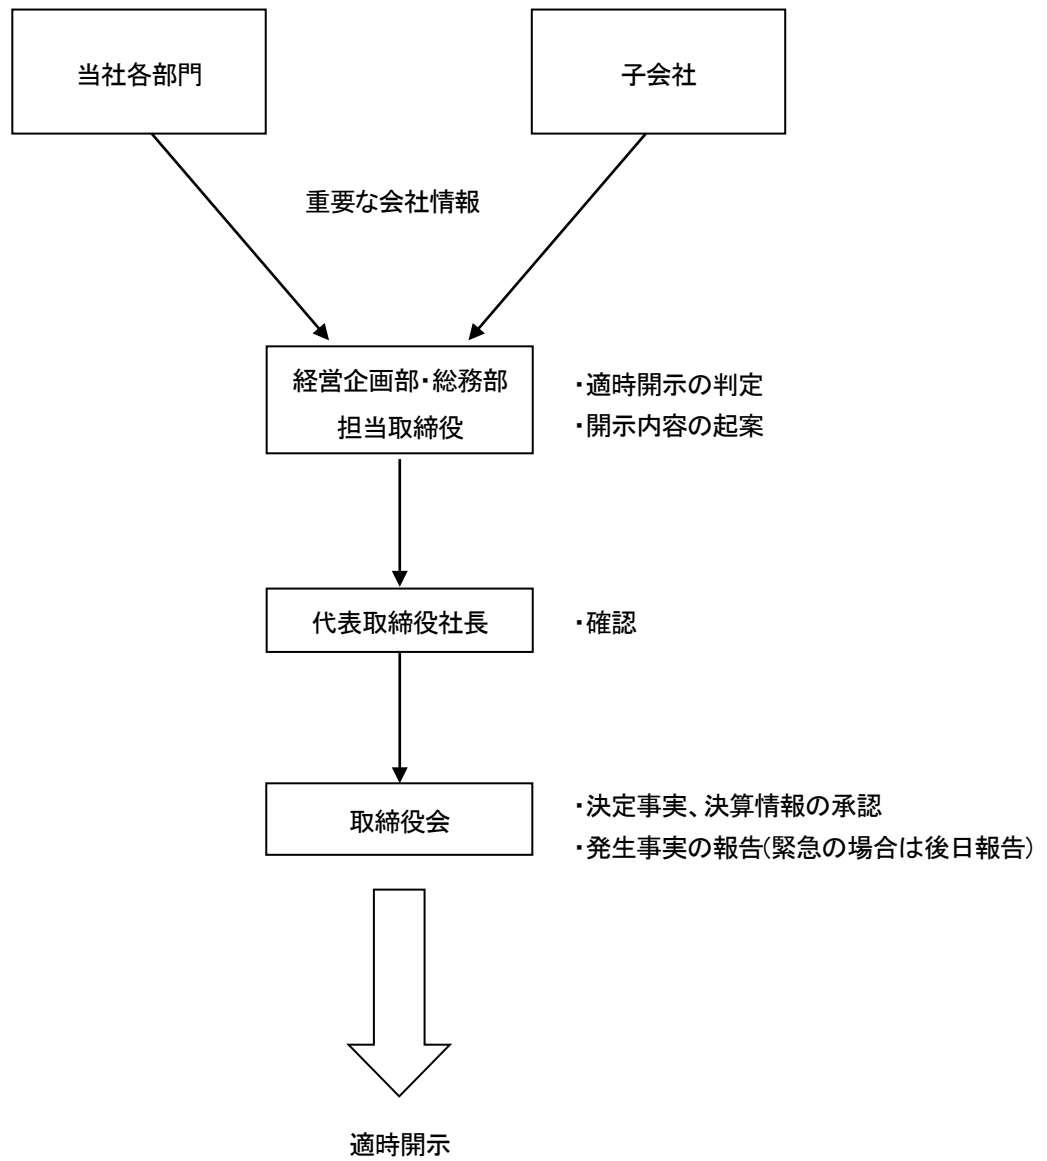 当社各部門
子会社
重要な会社情報
経営企画部・総務部
担当取締役
・適時開示の判定
・開示内容の起案
代表取締役社長
・確認
取締役会
・決定事実、決算情報の承認
・発生事実の報告(緊急の場合は後日報告)
適時開示